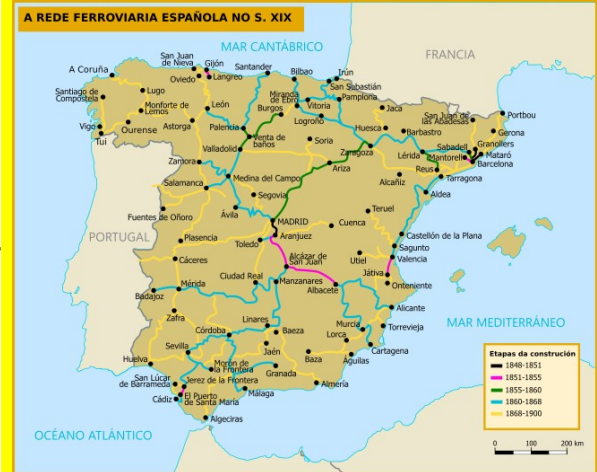 A REDE FERROVIARIA ESPAÑOLA NO S. XIX
MAR CANTÁBRICO
FRANCIA
San Juan
de Nieva
Gijón
Santander
Bilbao
Irún
A Coruña
Oviedo
Langreo
San Subastián
Santiago de
Compostela
Lugo
Miranda
de Ebro
Vitoria
Pamplona
Monforte de
Lemos
León
Burgos
Logroño
Jaca
San Juan de
las Abadesas
Portbou
Vigo
Ourense
Astorga
Palencia
Venta de
baños
Huesca
Barbastro
Gerona
Tui
Valladolid
Soria
Zaragoza
Lérida
Sabadell
Granollers
Mantorell
Mataró
Barcelona
Zamora
Medina del Campo
Ariza
Reus
Tarragona
Salamanca
Segovia
Alcañiz
Aldea
Fuentes de Oñoro
Ávila
MADRID
Teruel
PORTUGAL
Plasencia
Toledo
Aranjuez
Cuenca
Castellón de la Plana
Sagunto
Cáceres
Alcázar de
San Juan
Utiel
Valencia
Ciudad Real
Manzanares
Játiva
Onteniente
Badajoz
Mérida
Albacete
Alicante
Zafra
Linares
MAR MEDITERRÁNEO
Córdoba
Baeza
Murcia
Torrevieja
Lorca
Sevilla
Jaén
Cartagena
Huelva
Morón de
la Frontera
Baza
Águilas
Granada
San Lúcar
de Barrameda
Jerez de la Frontera
Almería
Cádiz
El Puerto
de Santa María
Málaga
Algeciras
OCÉANO ATLÁNTICO
Etapas da construción
1848-1851
1851-1855
1855-1860
1860-1868
1868-1900
0 100 200 km